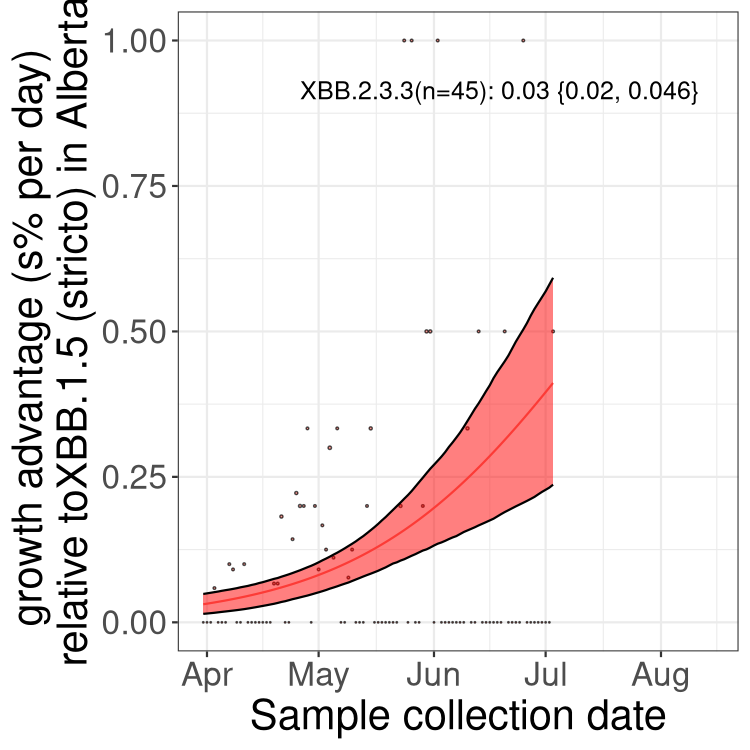 growth advantage (s% per day)
relative toXBB.1.5 (stricto) in Alberta
1.00
0.75
0.50
0.25
0.00
XBB.2.3.3(n=45): 0.03 {0.02, 0.046}
Apr May Jun Jul Aug
Sample collection date